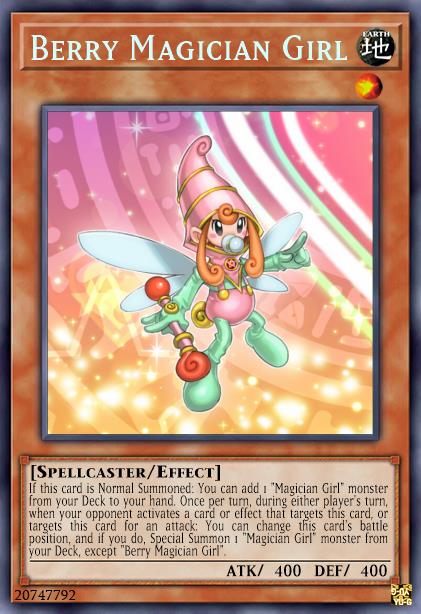 BERRY MAGICIAN GIRL
EARTH
地
[SPELLCASTER/EFFECT]
If this card is Normal Summoned: You can add 1 "Magician Girl" monster
from your Deck to your hand. Once per turn, during either player's turn,
when your opponent activates a card or effect that targets this card, or
targets this card for an attack: You can change this card's battle
position, and if you do, Special Summon 1 "Magician Girl" monster from
your Deck, except "Berry Magician Girl".
ATK/ 400 DEF/ 400
20747792